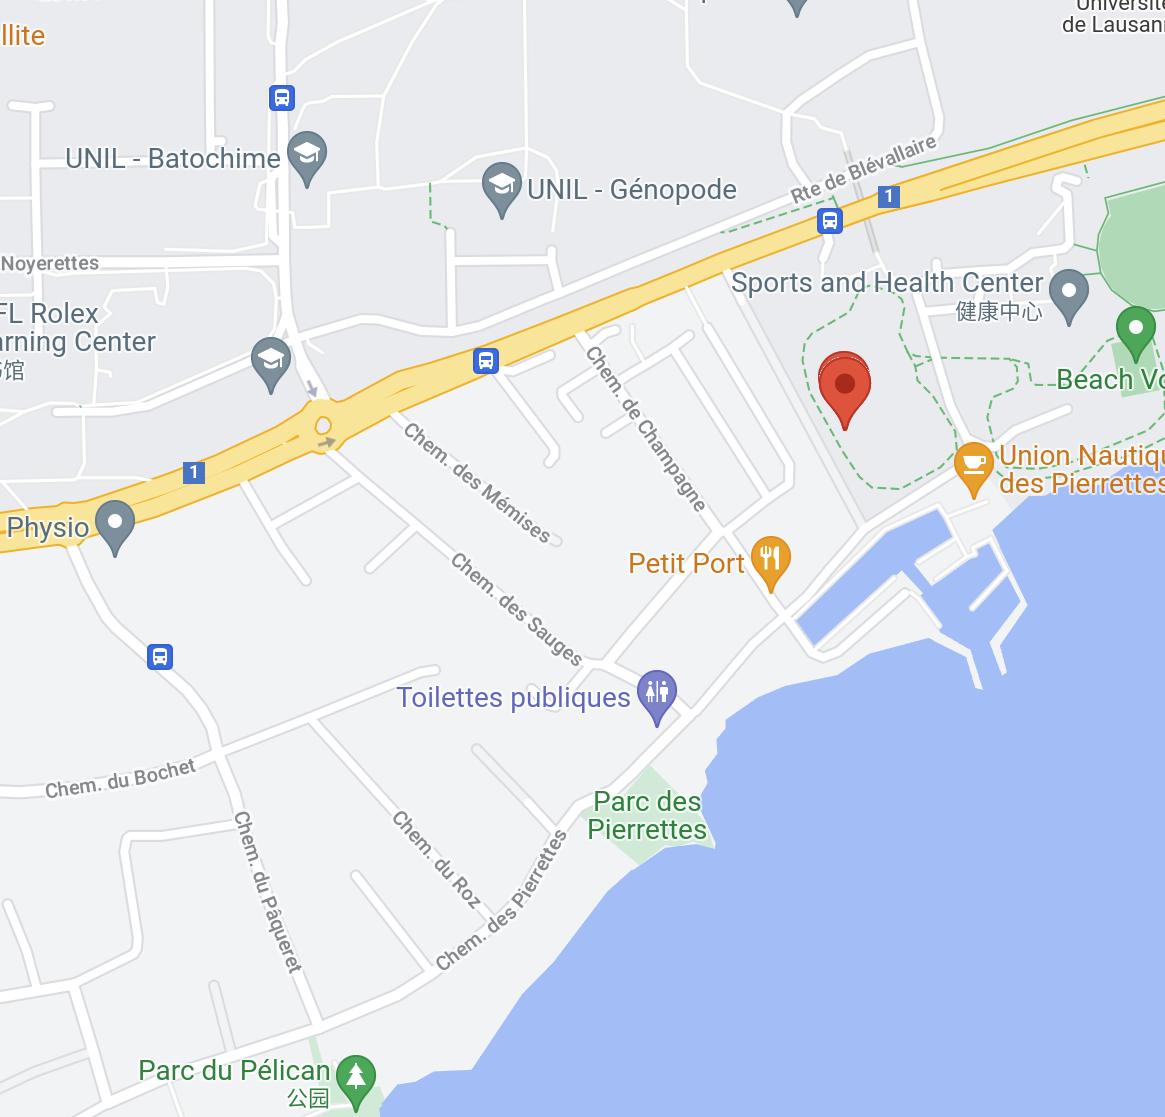 Université
de Lausann
llite
UNIL - Batochime
UNIL - Génopode
Rte de Blévallaire
1
Noyerettes
Sports and Health Center
健康中心
FL Rolex
arning Center
书馆
Beach Vo
Chem. de Champagne
Chem. des Mémises
1
Union Nautiqu
des Pierrettes
Physio
Petit Port
Chem. des Sauges
Toilettes publiques
Chem. du Bochet
Parc des
Pierrettes
Chem. du Pâqueret
Chem. du Roz
Chem. des Pierrettes
Parc du Pélican
公园